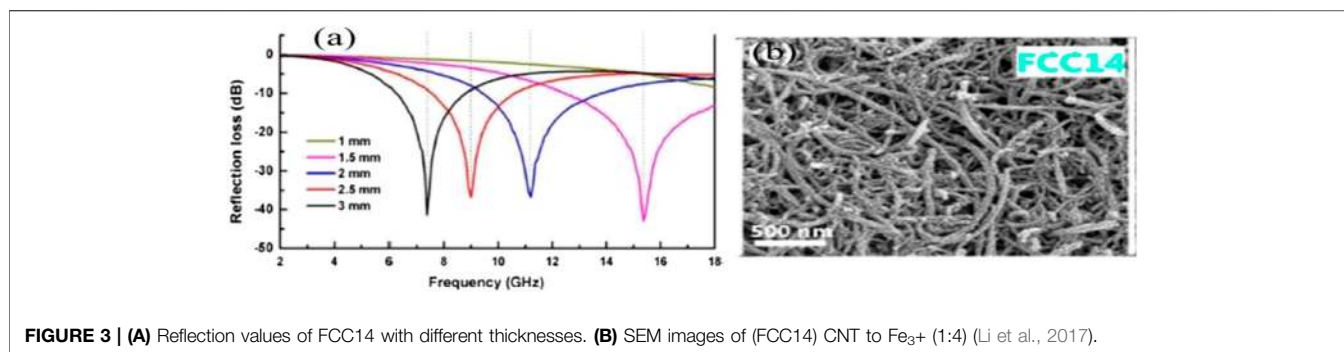 (a)
0
-10
-20
-30
-40
-50
Reflection loss (dB)
1 mm
1.5 mm
2 mm
2.5 mm
3 mm
2 4 6 8 10 12 14 16 18
Frequency (GHz)
(b)
FCC14
500 nm
FIGURE 3 | (A) Reflection values of FCC14 with different thicknesses. (B) SEM images of (FCC14) CNT to Fe₃+ (1:4) (Li et al., 2017).